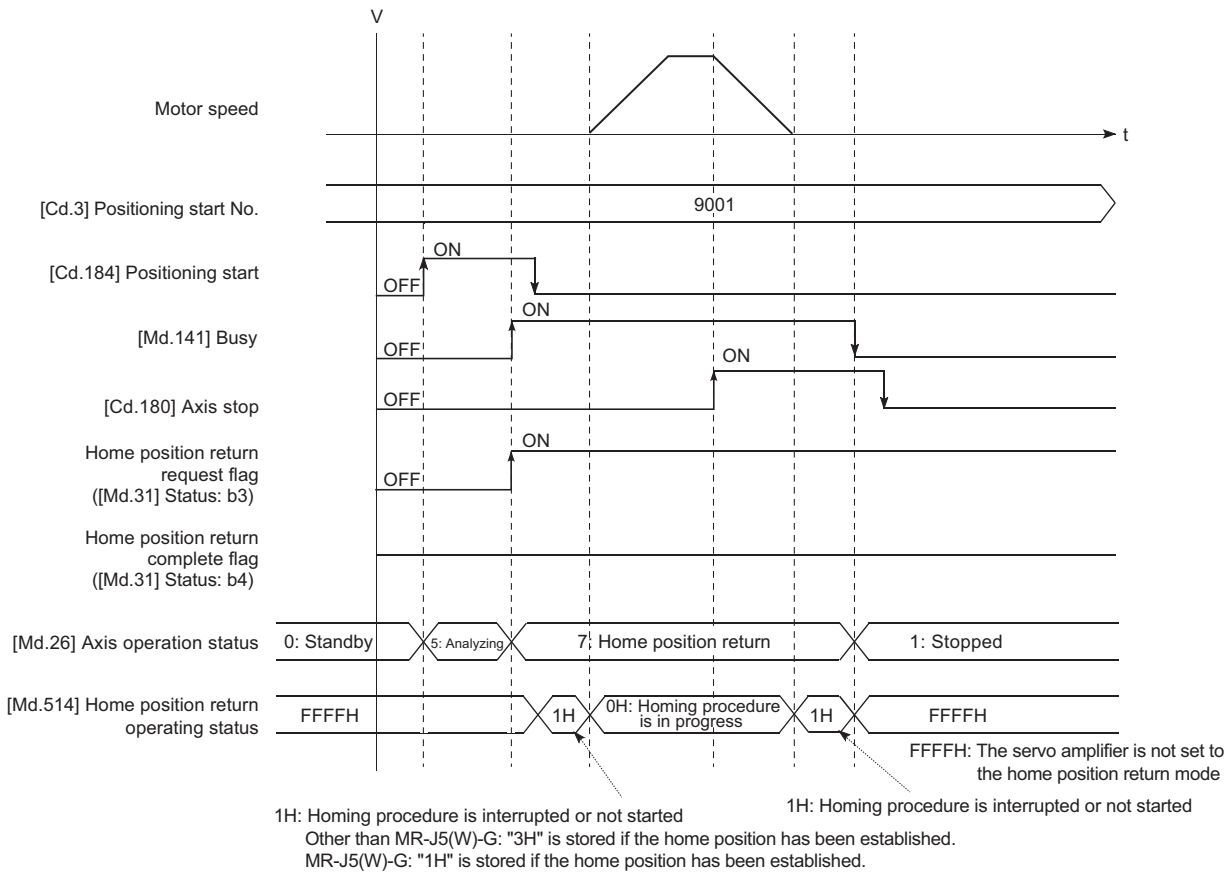 V
Motor speed
t
[Cd.3] Positioning start No.
9001
[Cd.184] Positioning start
OFF
ON
[Md.141] Busy
OFF
ON
[Cd.180] Axis stop
OFF
ON
Home position return
request flag
([Md.31] Status: b3)
OFF
ON
Home position return
complete flag
([Md.31] Status: b4)
[Md.26] Axis operation status
0: Standby
5: Analyzing
7: Home position return
1: Stopped
[Md.514] Home position return
operating status
FFFFH
1H
0H: Homing procedure
is in progress
1H
FFFFH
FFFFH: The servo amplifier is not set to
the home position return mode
1H: Homing procedure is interrupted or not started
Other than MR-J5(W)-G: "3H" is stored if the home position has been established.
MR-J5(W)-G: "1H" is stored if the home position has been established.
1H: Homing procedure is interrupted or not started